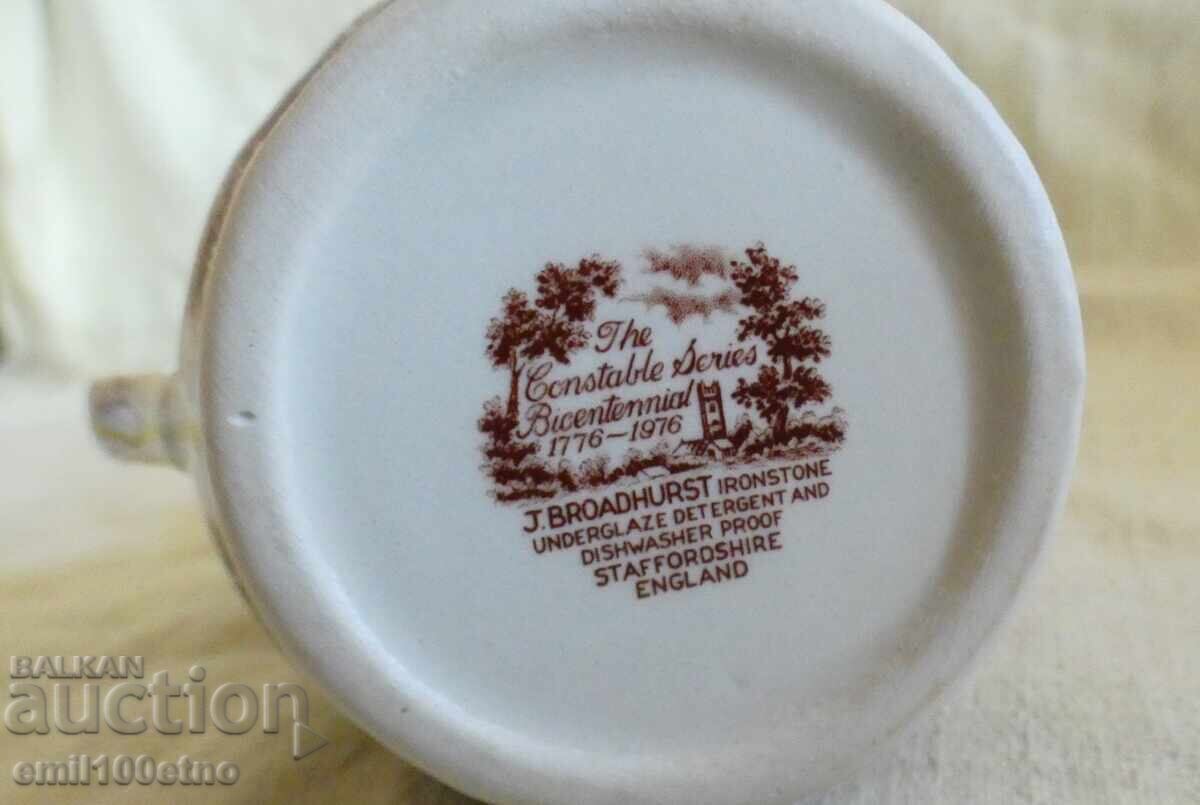 The
Constable Series
Bicentennial
1776-1976
J. BROADHURST IRONSTONE
UNDERGLAZE DETERGENT AND
DISHWASHER PROOF
STAFFORDSHIRE
ENGLAND
BALKAN
auction
emil100etno